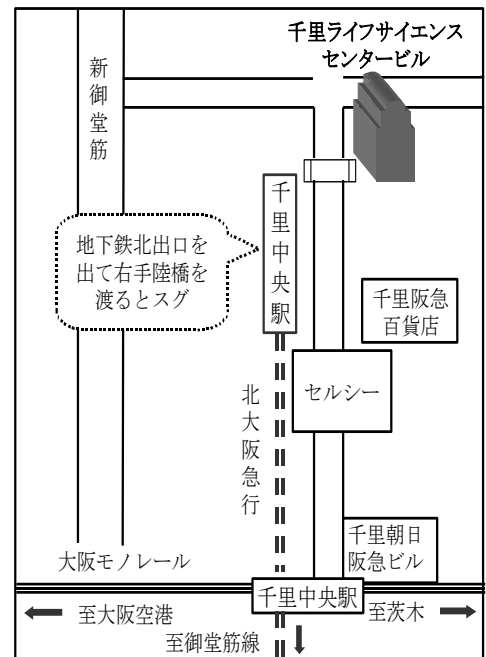 千里ライフサイエンス
センタービル
新御堂筋
千里中央駅
地下鉄北出口を
出て右手陸橋を
渡るとスグ
千里阪急
百貨店
セルシー
北大阪急行
千里朝日
阪急ビル
大阪モノレール
千里中央駅
至大阪空港
至茨木
至御堂筋線